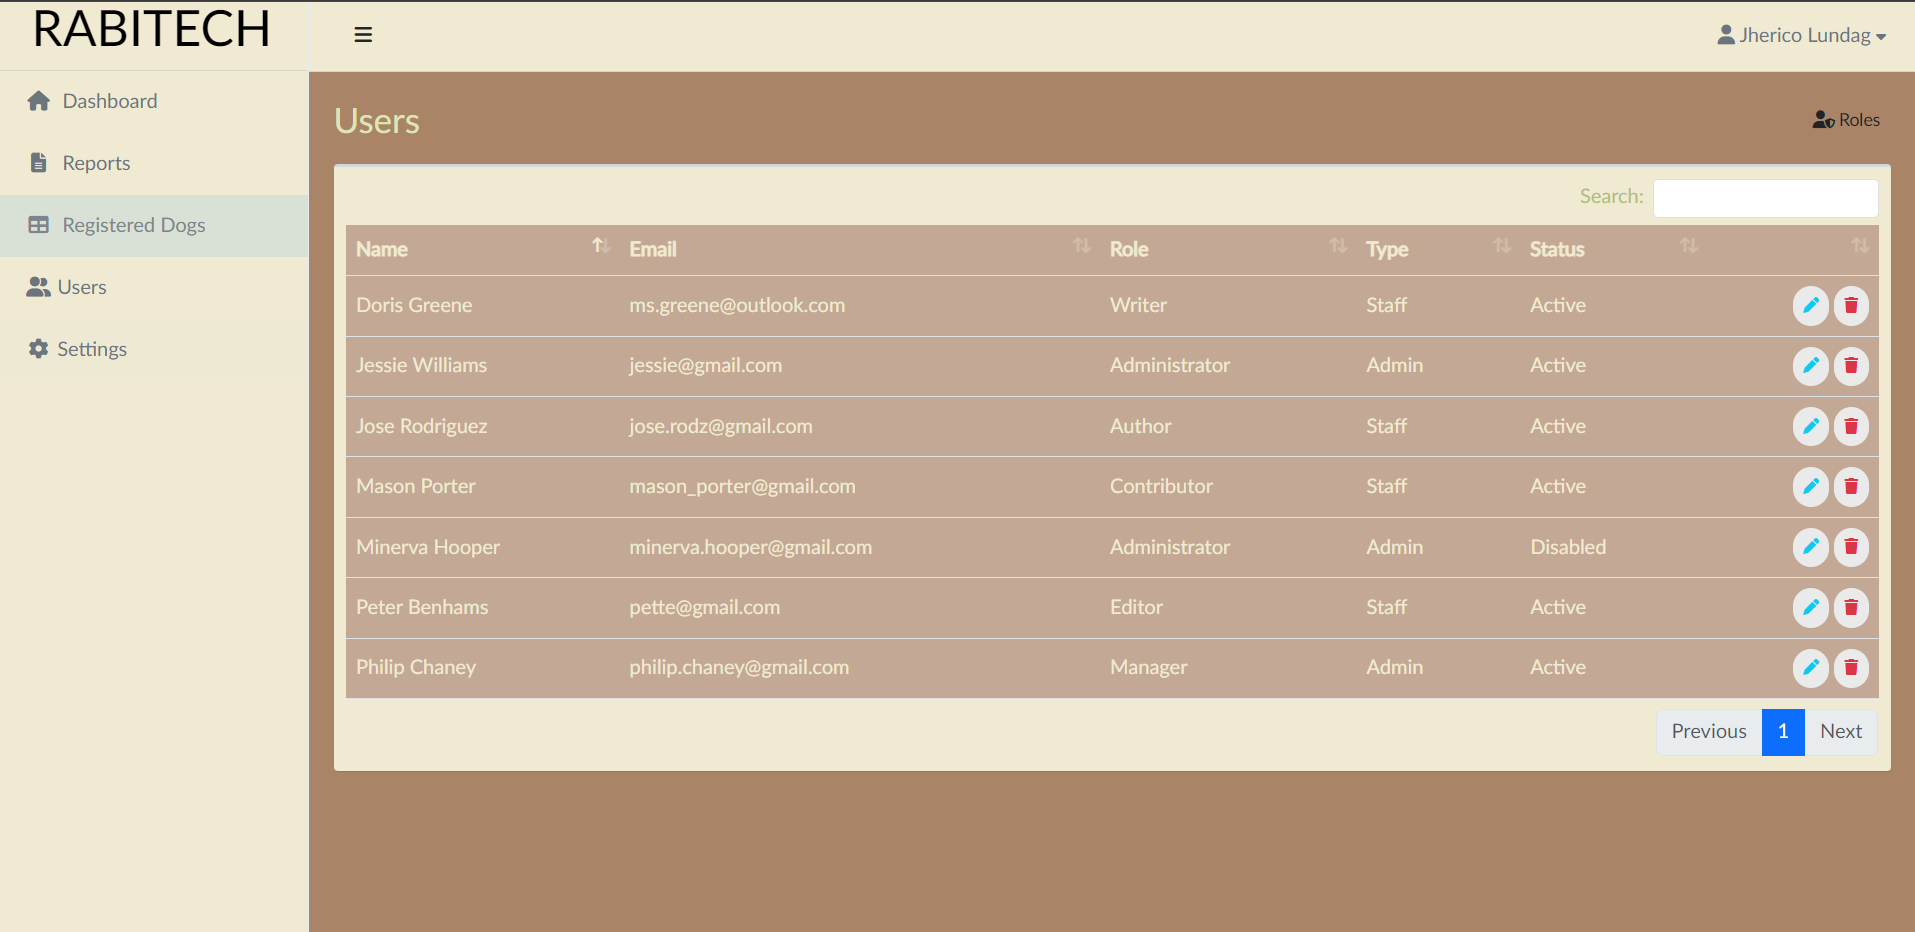 RABITECH
Jherico Lundag
Dashboard
Reports
Registered Dogs
Users
Settings
Users
Roles
Search:
Name Email Role Type Status
Doris Greene ms.greene@outlook.com Writer Staff Active
Jessie Williams jessie@gmail.com Administrator Admin Active
Jose Rodriguez jose.rodz@gmail.com Author Staff Active
Mason Porter mason_porter@gmail.com Contributor Staff Active
Minerva Hooper minerva.hooper@gmail.com Administrator Admin Disabled
Peter Benhams pette@gmail.com Editor Staff Active
Philip Chaney philip.chaney@gmail.com Manager Admin Active
Previous 1 Next